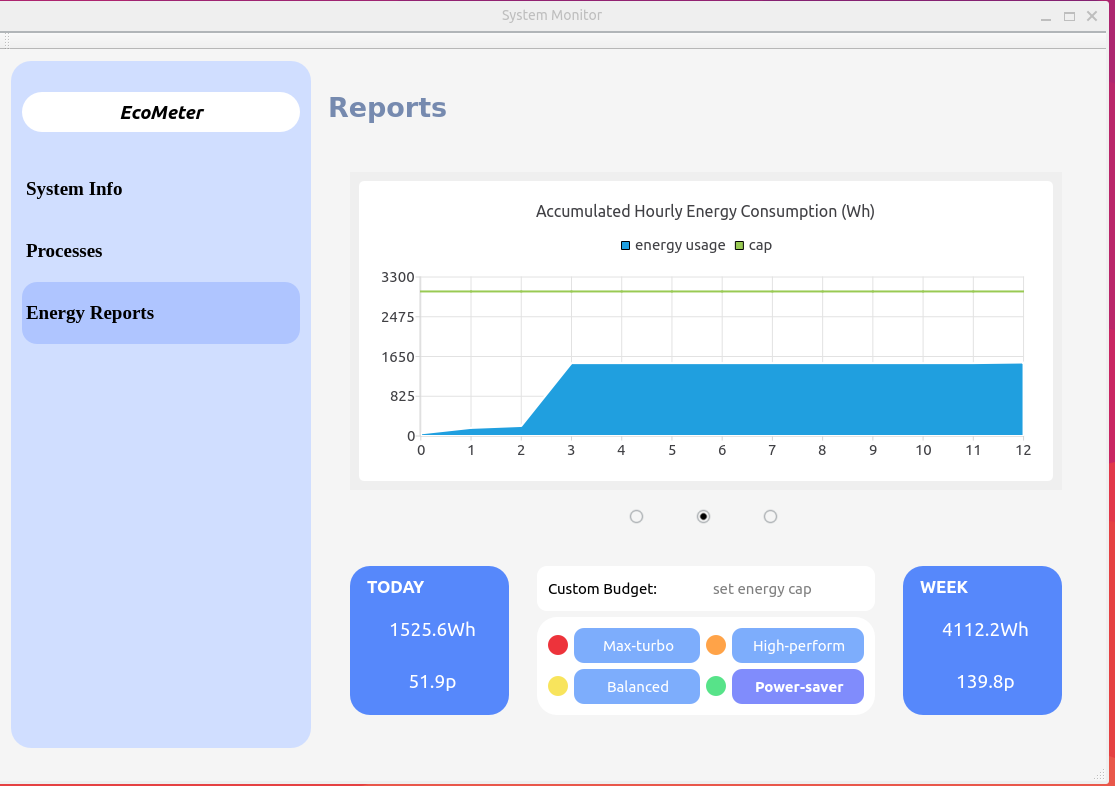 System Monitor
EcoMeter
System Info
Processes
Energy Reports
Reports
Accumulated Hourly Energy Consumption (Wh)
energy usage cap
3300
2475
1650
825
0
0 1 2 3 4 5 6 7 8 9 10 11 12
TODAY
1525.6Wh
51.9p
Custom Budget: set energy cap
Max-turbo High-perform
Balanced Power-saver
WEEK
4112.2Wh
139.8p